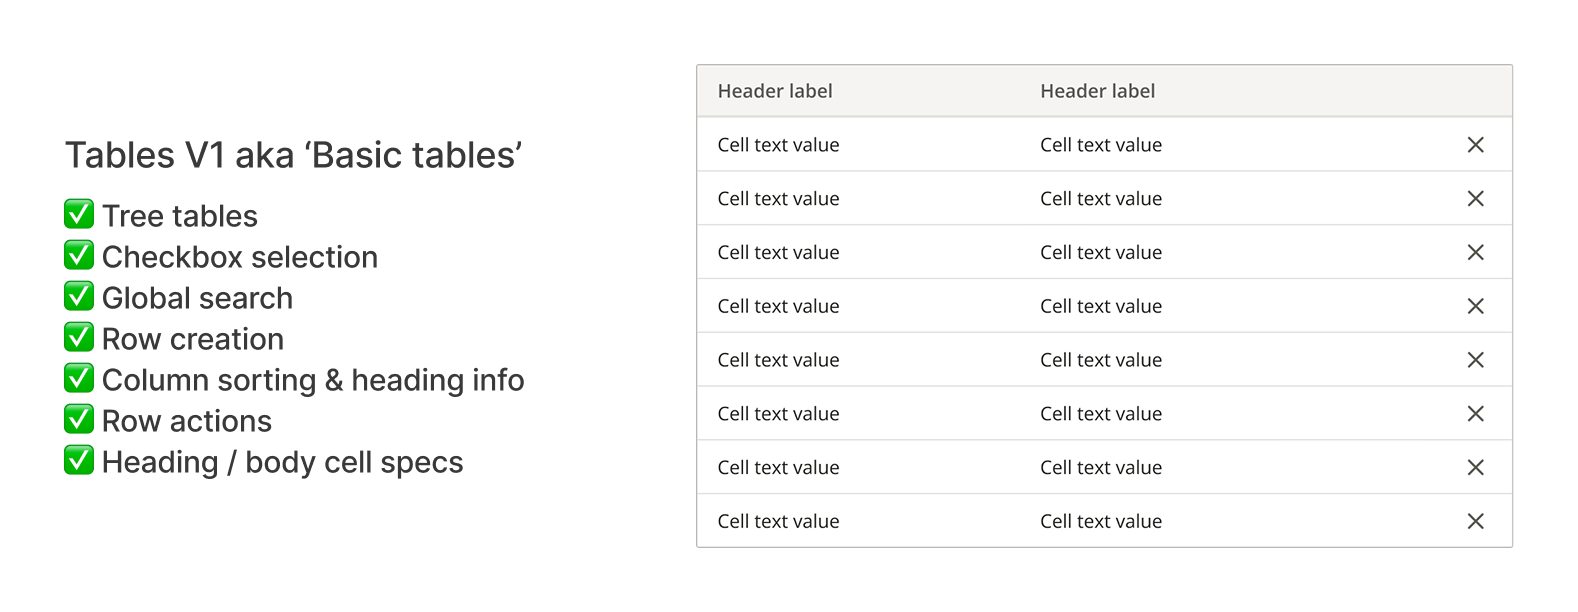 Tables V1 aka ‘Basic tables’
✅ Tree tables
✅ Checkbox selection
✅ Global search
✅ Row creation
✅ Column sorting & heading info
✅ Row actions
✅ Heading / body cell specs
Header label Header label
Cell text value Cell text value
Cell text value Cell text value
Cell text value Cell text value
Cell text value Cell text value
Cell text value Cell text value
Cell text value Cell text value
Cell text value Cell text value
Cell text value Cell text value